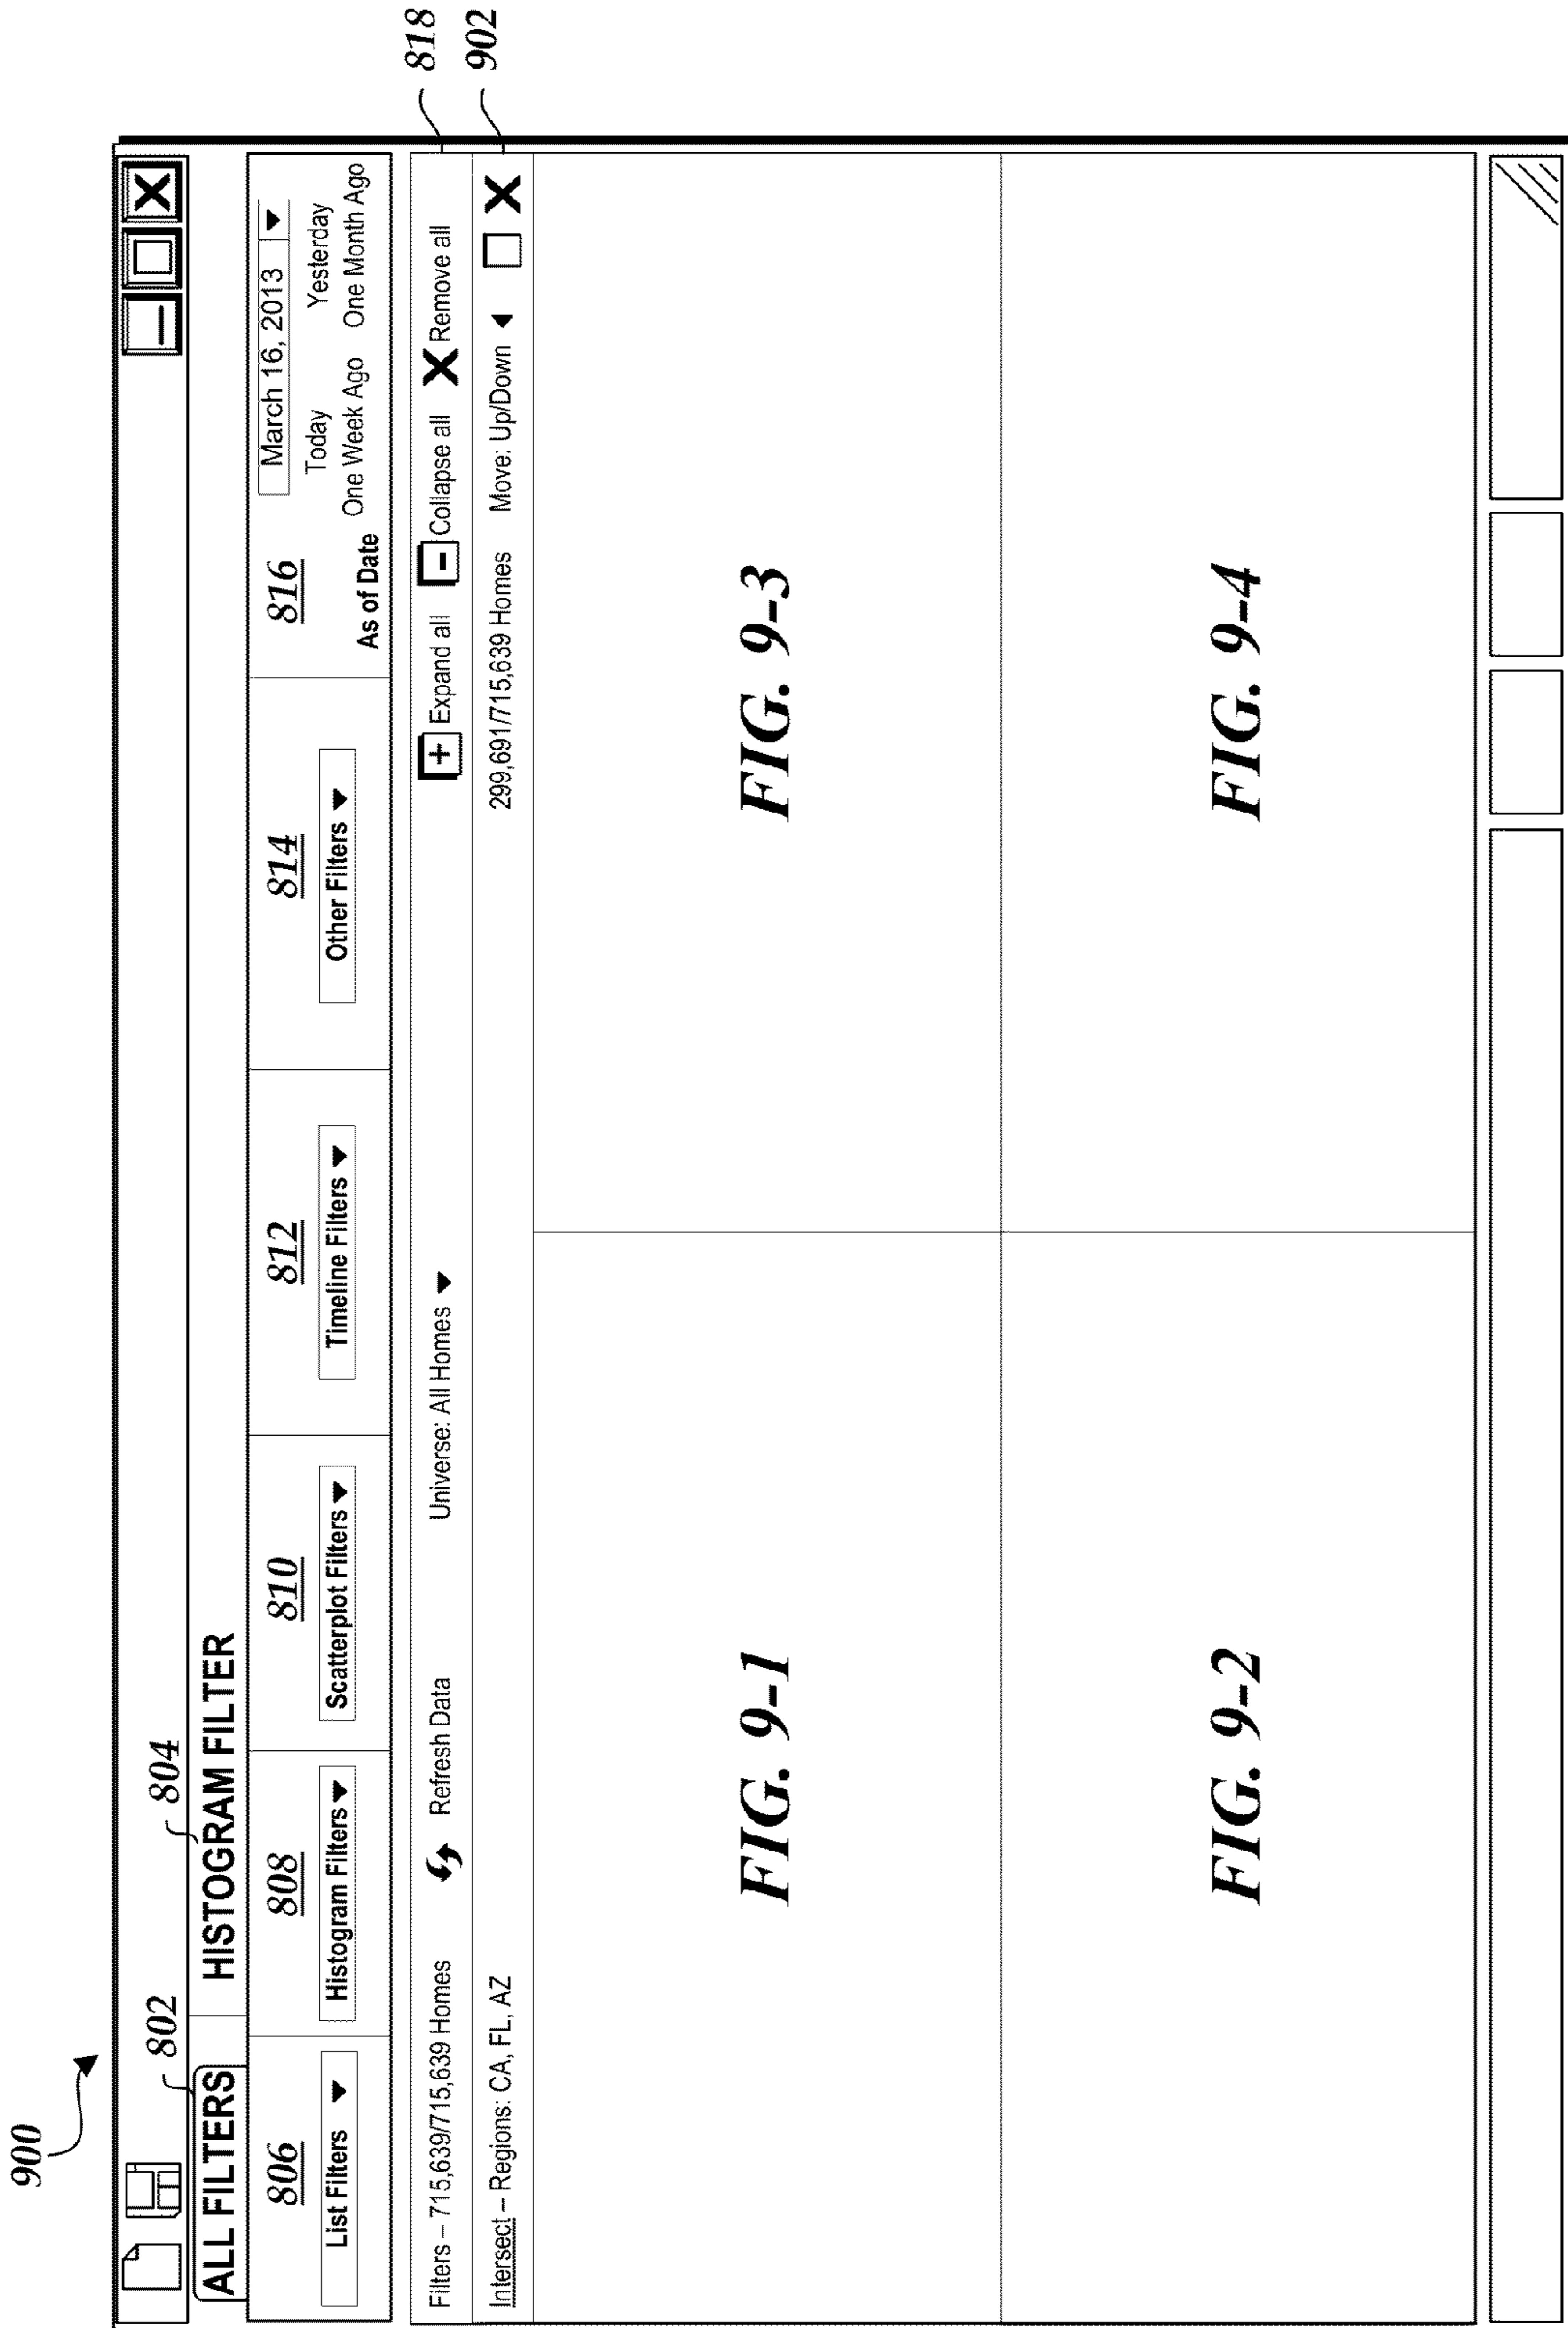 900
802
804
ALL FILTERS
HISTOGRAM FILTER
806
808
810
812
814
816
List Filters
Histogram Filters
Scatterplot Filters
Timeline Filters
Other Filters
March 16, 2013
Today Yesterday
One Week Ago One Month Ago
As of Date
Filters – 715,639/715,639 Homes Refresh Data Universe: All Homes + Expand all - Collapse all X Remove all
818
Intersect – Regions: CA, FL, AZ 299,691/715,639 Homes Move: Up/Down X
902
FIG. 9-1
FIG. 9-3
FIG. 9-2
FIG. 9-4